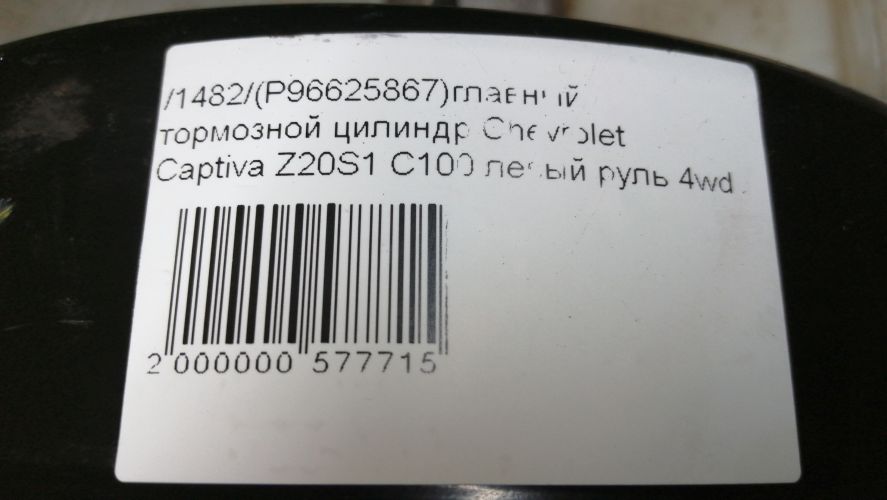 /1482/(P96625867)главный
тормозной цилиндр Chevrolet
Captiva Z20S1 C100 левый руль 4wd
2 000000 577715